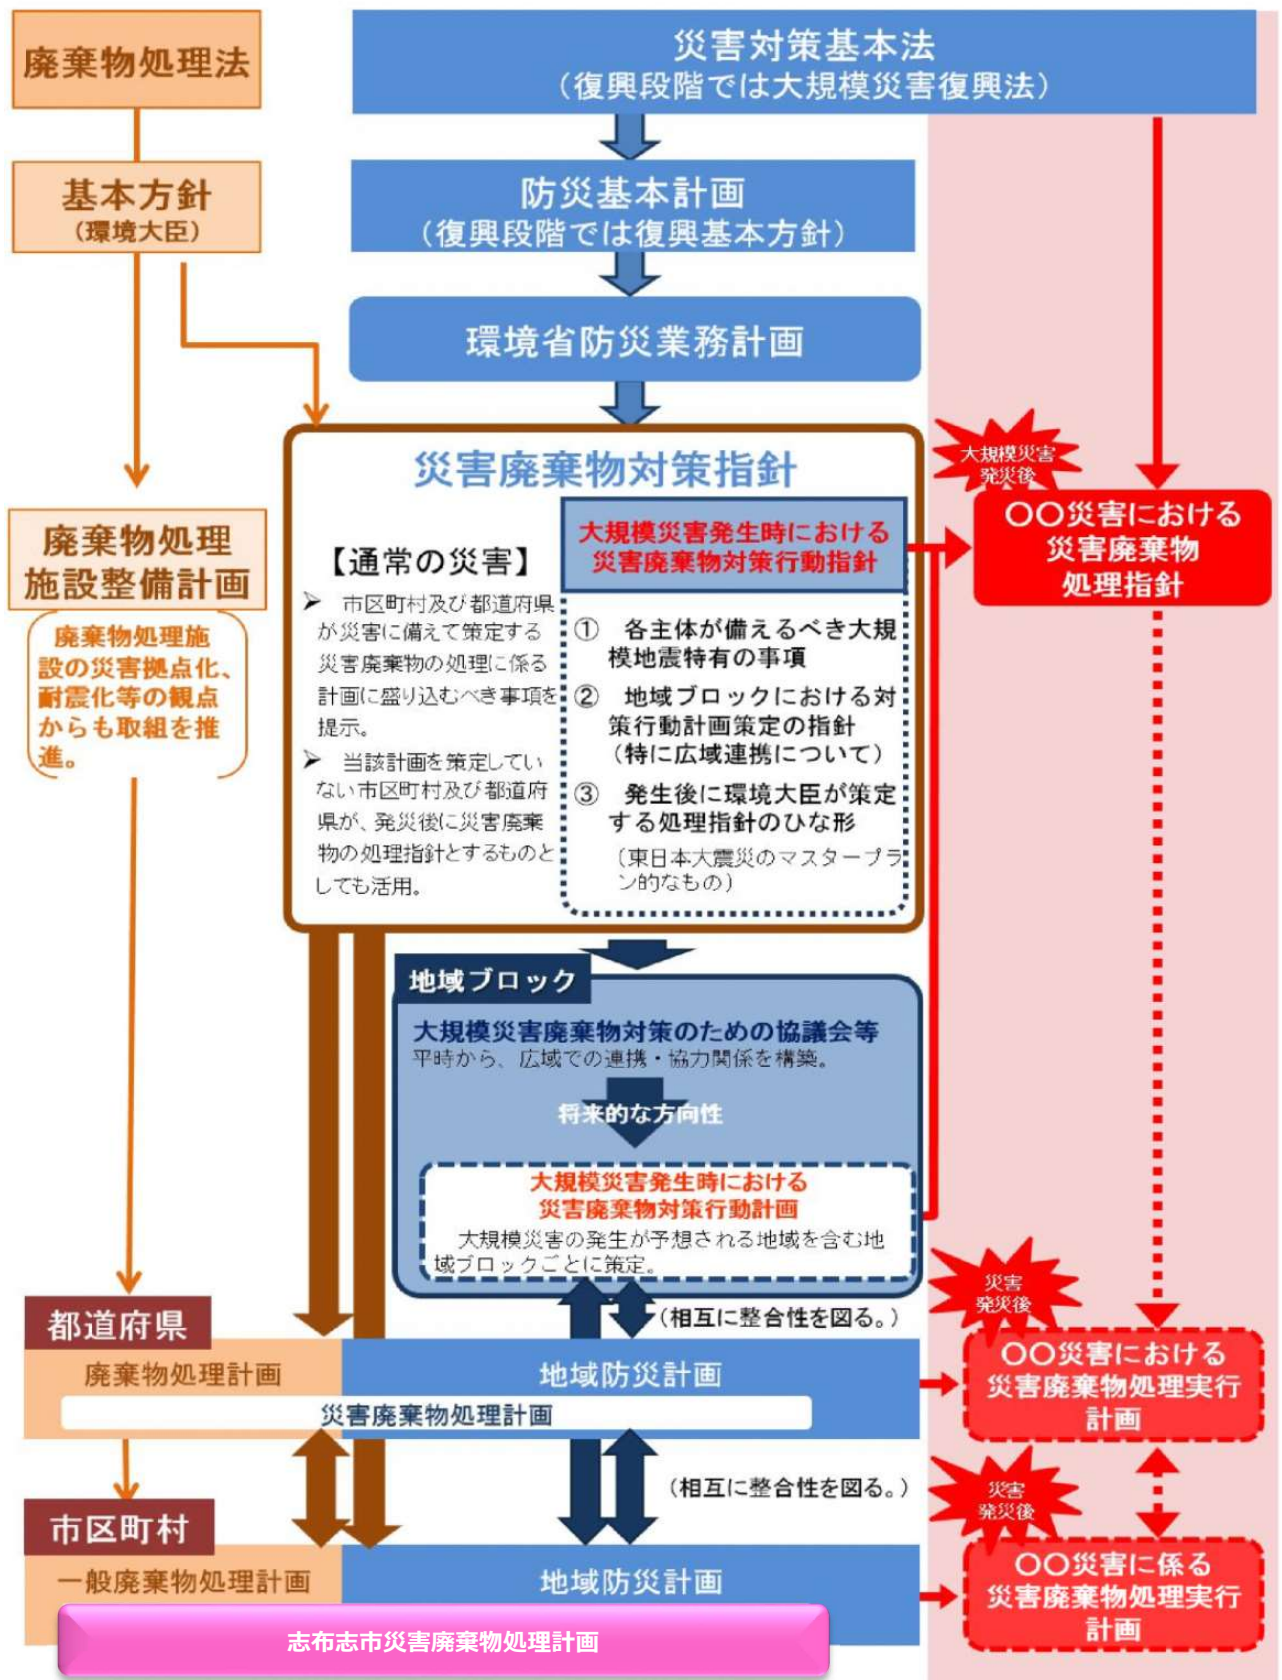 廃棄物処理法
基本方針
（環境大臣）
廃棄物処理
施設整備計画
廃棄物処理施
設の災害拠点化、
耐震化等の観点
からも取組を推
進。
災害対策基本法
（復興段階では大規模災害復興法）
防災基本計画
（復興段階では復興基本方針）
環境省防災業務計画
災害廃棄物対策指針
【通常の災害】
➢ 市区町村及び都道府県
が災害に備えて策定する
災害廃棄物の処理に係る
計画に盛り込むべき事項を
提示。
➢ 当該計画を策定してい
ない市区町村及び都道府
県が、発災後に災害廃棄
物の処理指針とするものと
しても活用。
大規模災害発生時における
災害廃棄物対策行動指針
① 各主体が備えるべき大規
模地震特有の事項
② 地域ブロックにおける対
策行動計画策定の指針
（特に広域連携について）
③ 発生後に環境大臣が策定
する処理指針のひな形
（東日本大震災のマスタープラ
ン的なもの）
大規模災害
発災後
〇〇災害における
災害廃棄物
処理指針
地域ブロック
大規模災害廃棄物対策のための協議会等
平時から、広域での連携・協力関係を構築。
将来的な方向性
大規模災害発生時における
災害廃棄物対策行動計画
大規模災害の発生が予想される地域を含む地
域ブロックごとに策定。
（相互に整合性を図る。）
都道府県
廃棄物処理計画
地域防災計画
災害廃棄物処理計画
災害
発災後
〇〇災害における
災害廃棄物処理実行
計画
（相互に整合性を図る。）
市区町村
一般廃棄物処理計画
地域防災計画
志布志市災害廃棄物処理計画
災害
発災後
〇〇災害に係る
災害廃棄物処理実行
計画